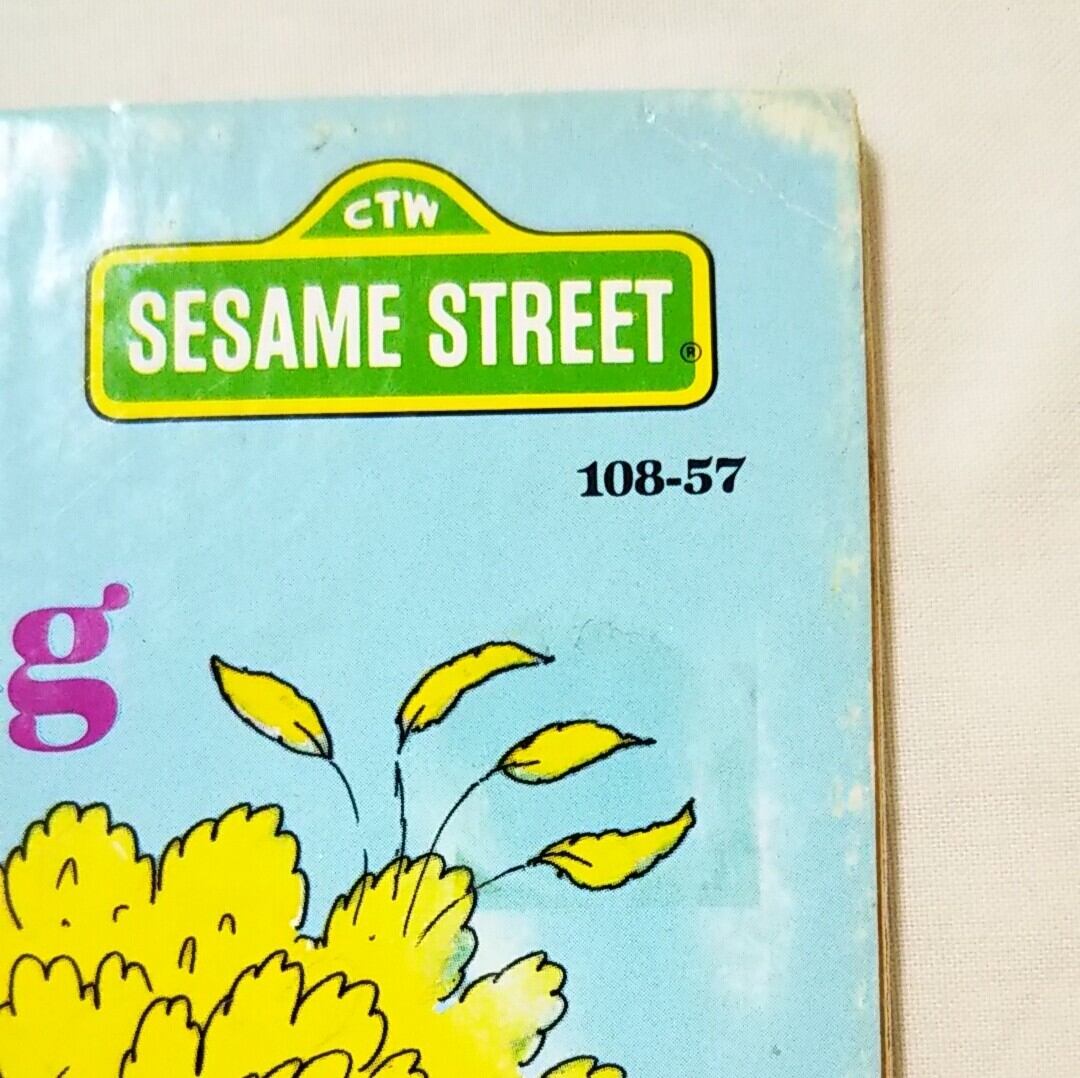 CTW
SESAME STREET®
108-57
g